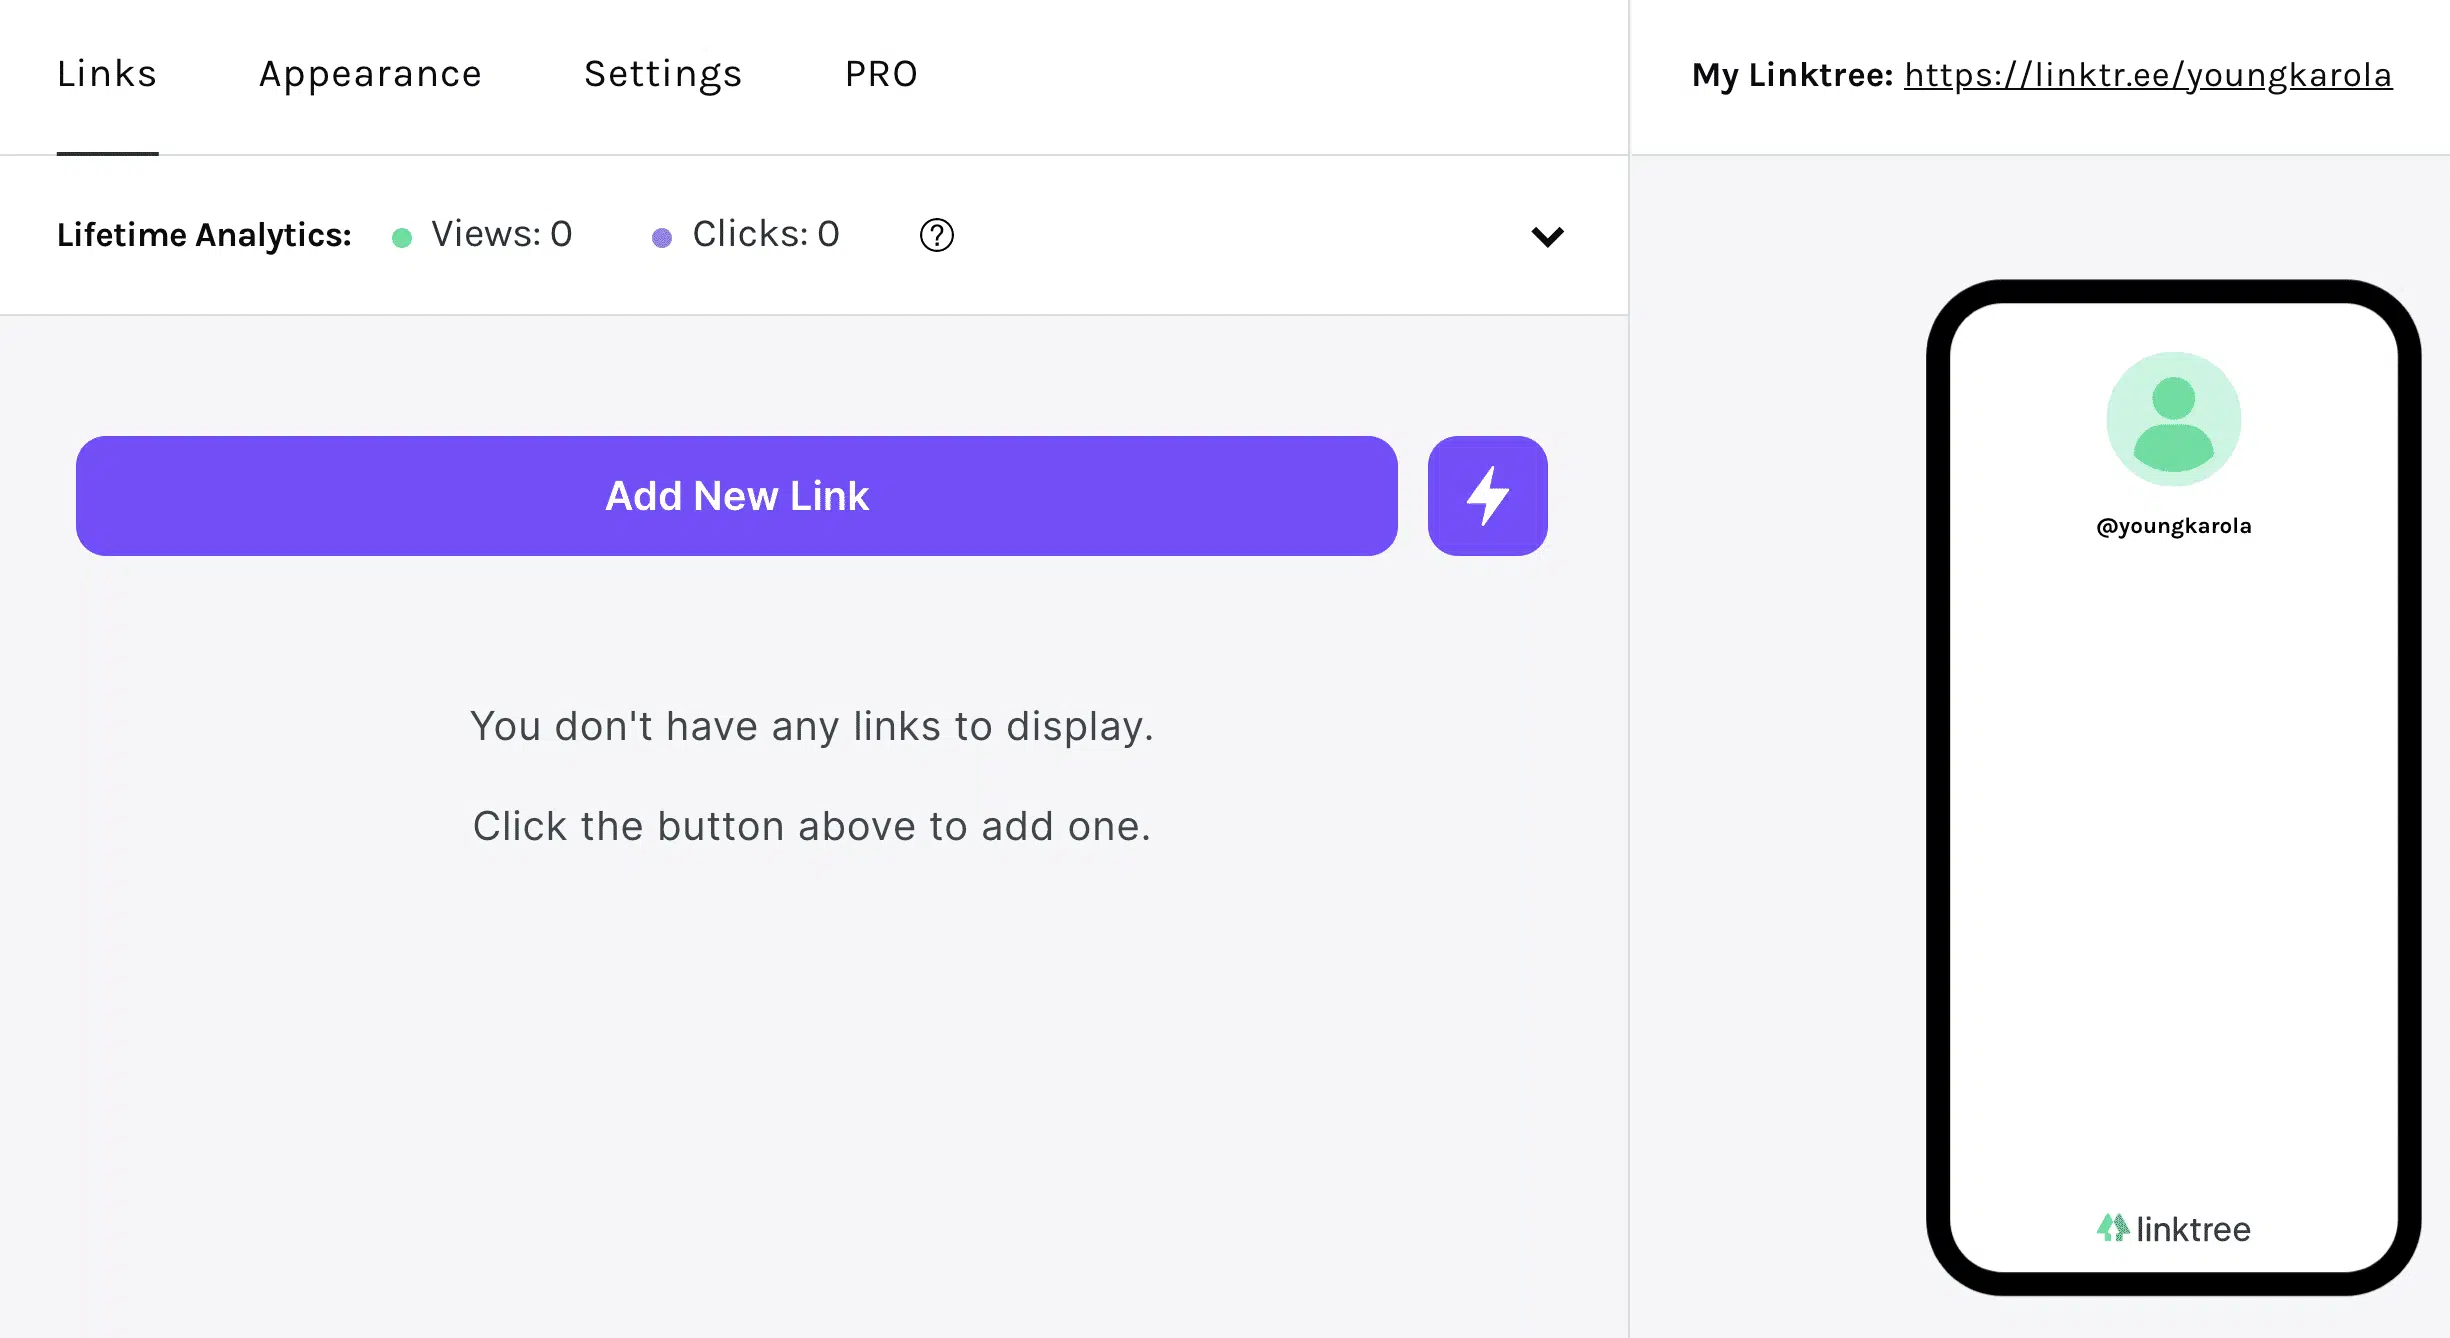 Links Appearance Settings PRO
My Linktree: https://linktr.ee/youngkarola
Lifetime Analytics: Views: 0 Clicks: 0 ?
Add New Link
You don't have any links to display.
Click the button above to add one.
@youngkarola
linktree